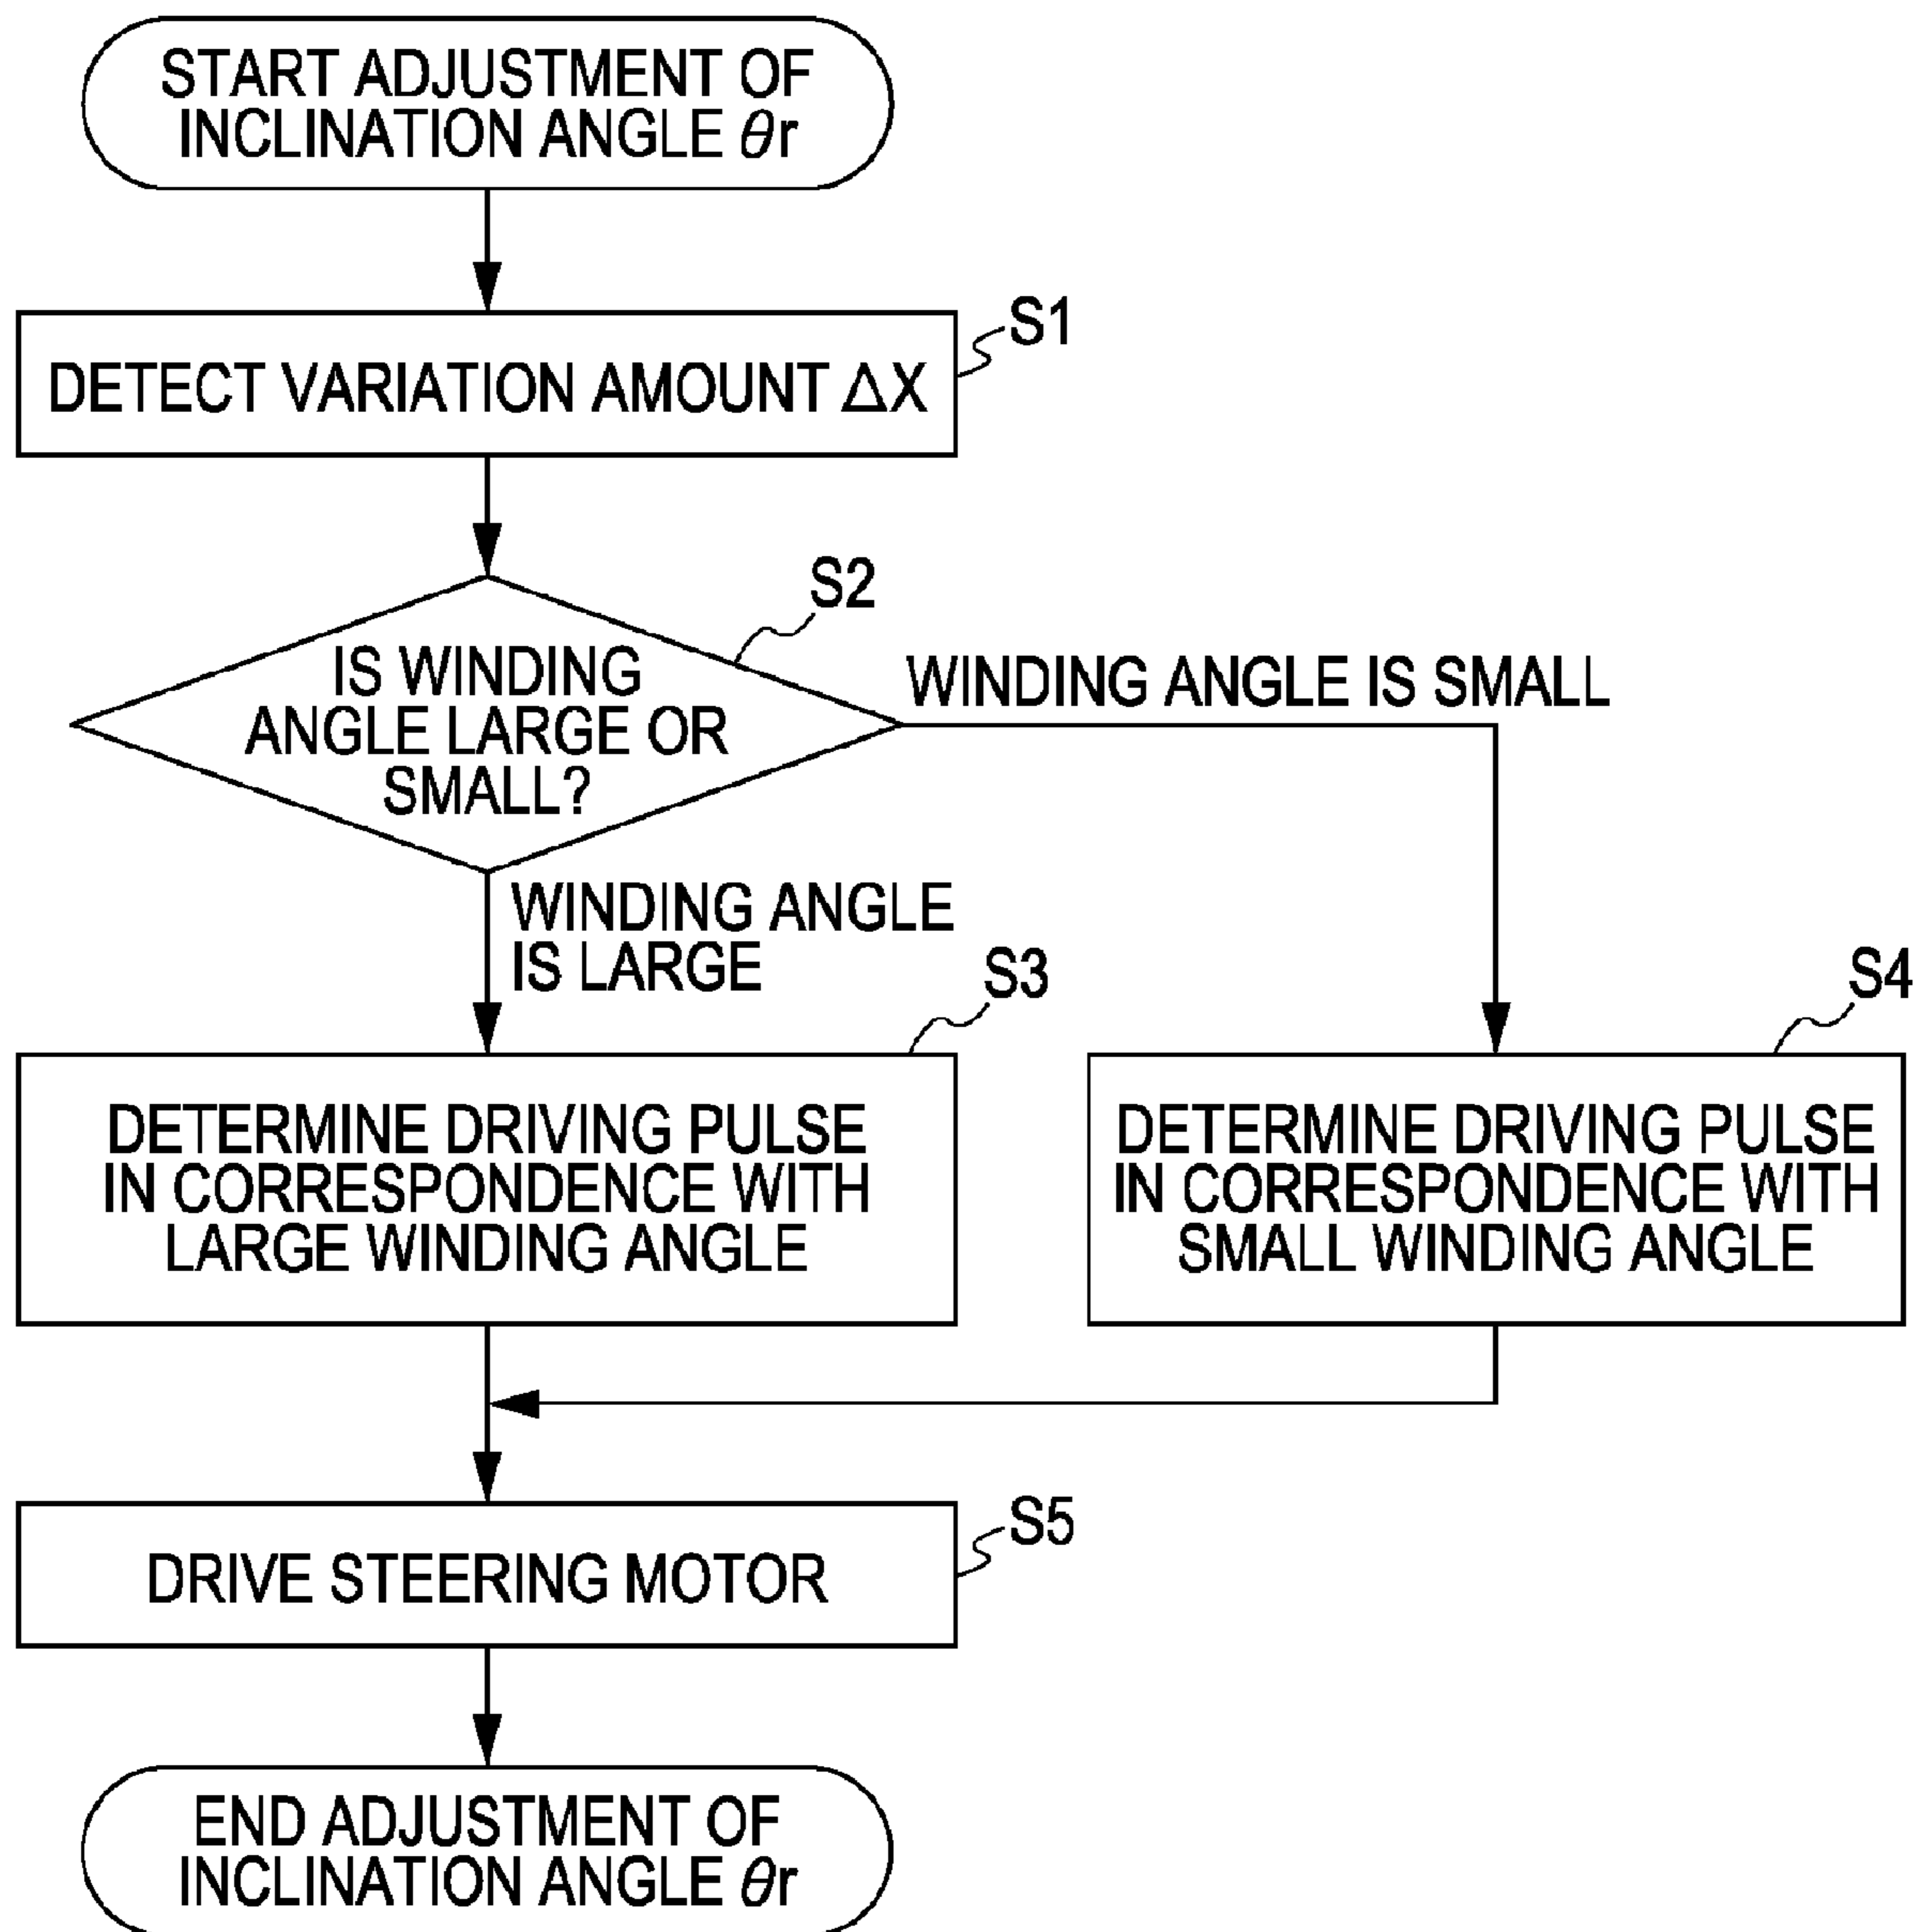 START ADJUSTMENT OF
INCLINATION ANGLE θr
S1
DETECT VARIATION AMOUNT ΔX
S2
IS WINDING
ANGLE LARGE OR
SMALL?
WINDING ANGLE IS SMALL
WINDING ANGLE
IS LARGE
S3
DETERMINE DRIVING PULSE
IN CORRESPONDENCE WITH
LARGE WINDING ANGLE
S4
DETERMINE DRIVING PULSE
IN CORRESPONDENCE WITH
SMALL WINDING ANGLE
S5
DRIVE STEERING MOTOR
END ADJUSTMENT OF
INCLINATION ANGLE θr